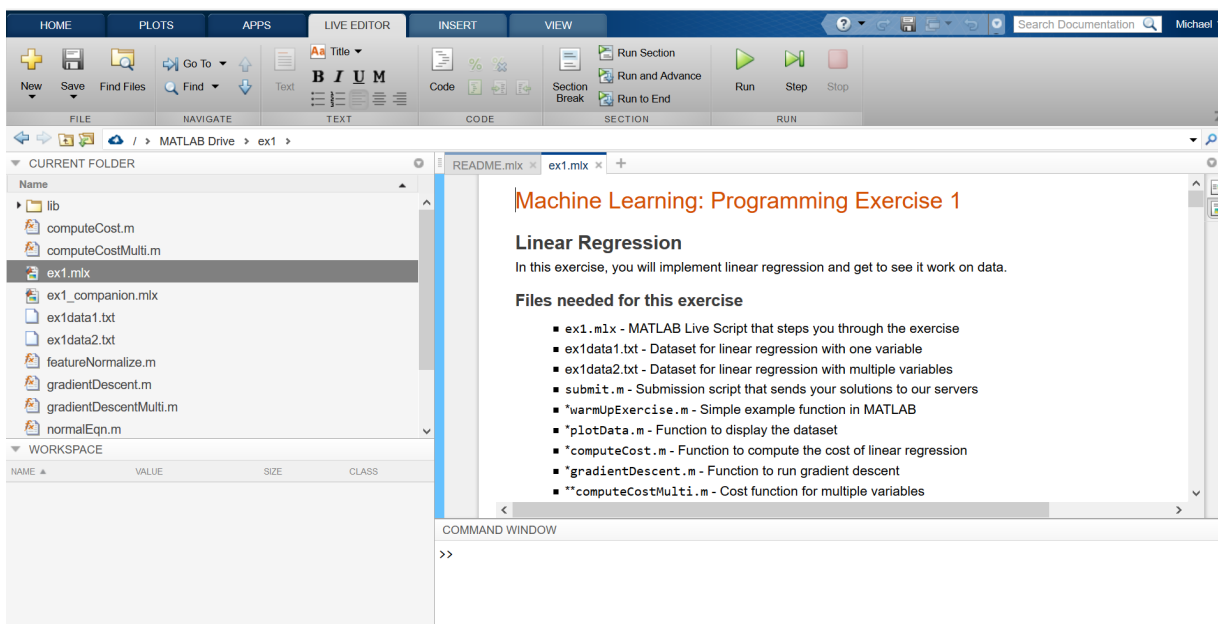 HOME PLOTS APPS LIVE EDITOR INSERT VIEW ? Search Documentation Michael
New Save Find Files Go To Find Text Aa Title B I U M Code % Section Break Run Section Run and Advance Run to End Run Step Stop
FILE NAVIGATE TEXT CODE SECTION RUN
/ > MATLAB Drive > ex1 >
CURRENT FOLDER
README.mlx × ex1.mlx × +
Name
lib
computeCost.m
computeCostMulti.m
ex1.mlx
ex1_companion.mlx
ex1data1.txt
ex1data2.txt
featureNormalize.m
gradientDescent.m
gradientDescentMulti.m
normalEqn.m
WORKSPACE
NAME VALUE SIZE CLASS
Machine Learning: Programming Exercise 1
Linear Regression
In this exercise, you will implement linear regression and get to see it work on data.
Files needed for this exercise
ex1.mlx - MATLAB Live Script that steps you through the exercise
ex1data1.txt - Dataset for linear regression with one variable
ex1data2.txt - Dataset for linear regression with multiple variables
submit.m - Submission script that sends your solutions to our servers
*warmUpExercise.m - Simple example function in MATLAB
*plotData.m - Function to display the dataset
*computeCost.m - Function to compute the cost of linear regression
*gradientDescent.m - Function to run gradient descent
**computeCostMulti.m - Cost function for multiple variables
COMMAND WINDOW
>>